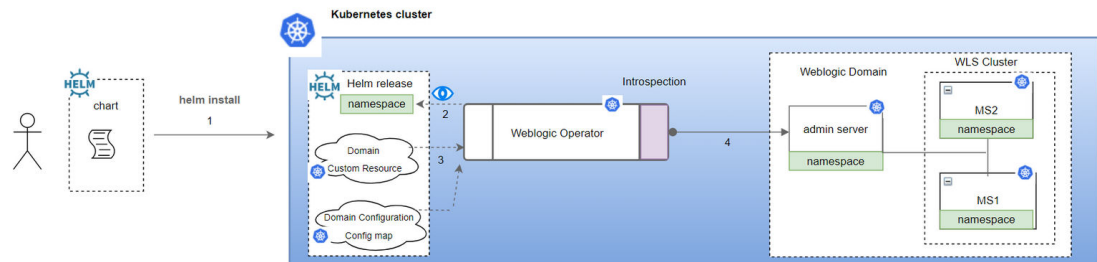 Kubernetes cluster
HELM
chart
helm install
1
HELM
Helm release
namespace
2
Domain
Custom Resource
3
Domain Configuration
Config map
Weblogic Operator
Introspection
4
Weblogic Domain
admin server
namespace
WLS Cluster
MS2
namespace
MS1
namespace